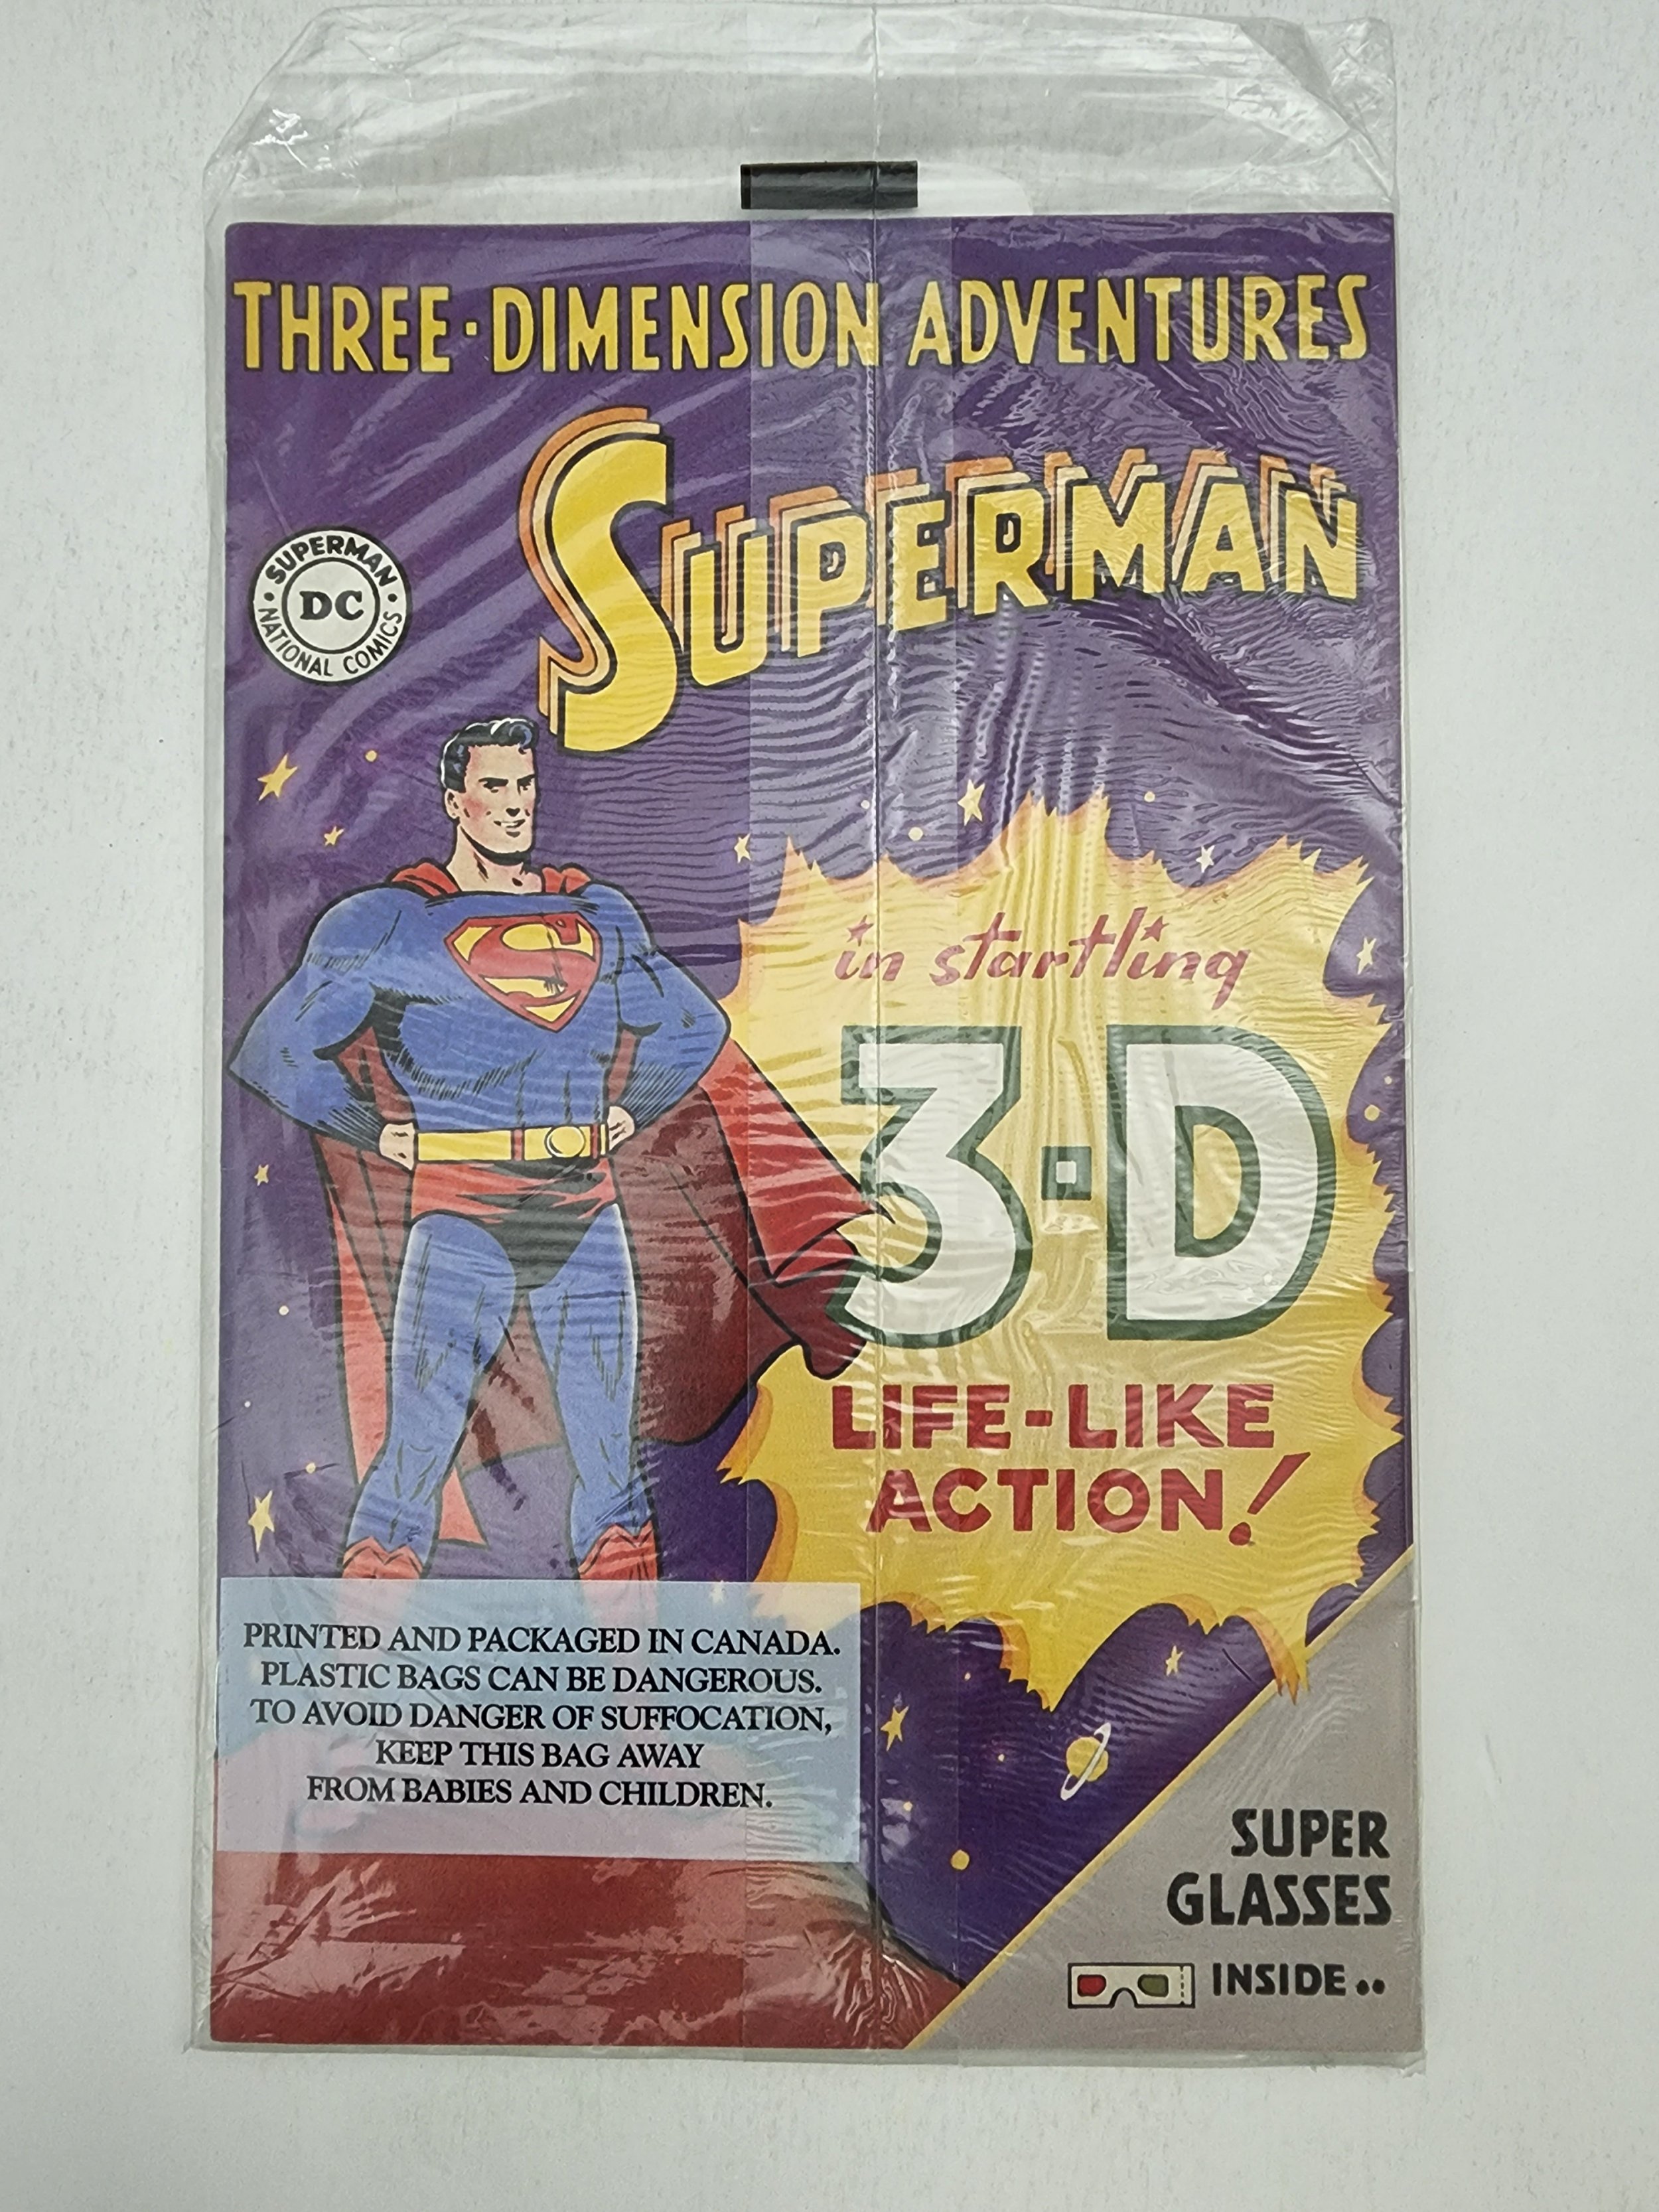 THREE-DIMENSION ADVENTURES
SUPERMAN
SUPERMAN
DC
NATIONAL COMICS
S
in startling
3-D
LIFE-LIKE
ACTION!
PRINTED AND PACKAGED IN CANADA.
PLASTIC BAGS CAN BE DANGEROUS.
TO AVOID DANGER OF SUFFOCATION,
KEEP THIS BAG AWAY
FROM BABIES AND CHILDREN.
SUPER
GLASSES
INSIDE..